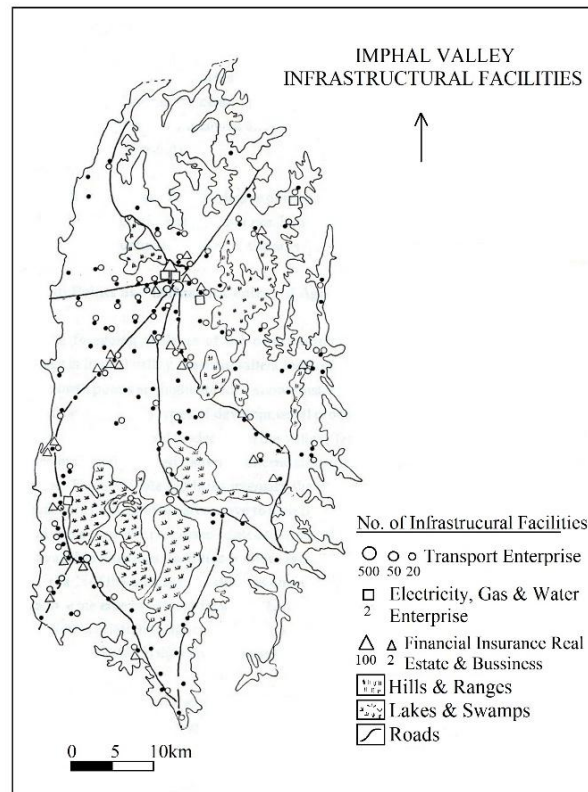 IMPHAL VALLEY
INFRASTRUCTURAL FACILITIES
No. of Infrastrucural Facilities
Transport Enterprise
500 50 20
Electricity, Gas & Water
2
Enterprise
Financial Insurance Real
100 2
Estate & Bussiness
Hills & Ranges
Lakes & Swamps
Roads
0 5 10km